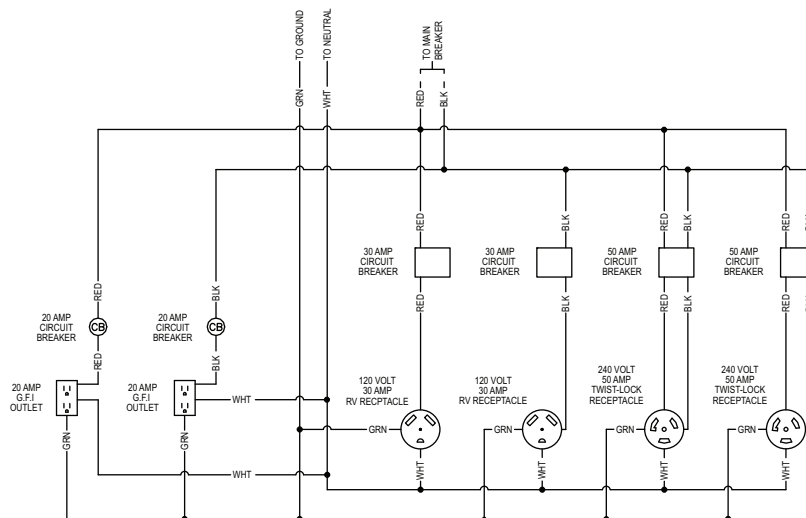 TO GROUND
TO NEUTRAL
TO MAIN
BREAKER
GRN
WHT
RED
BLK
RED
BLK
RED
BLK
RED
BLK
30 AMP
CIRCUIT
BREAKER
30 AMP
CIRCUIT
BREAKER
50 AMP
CIRCUIT
BREAKER
50 AMP
CIRCUIT
BREAKER
RED
BLK
RED
BLK
RED
BLK
RED
BLK
20 AMP
CIRCUIT
BREAKER
CB
20 AMP
CIRCUIT
BREAKER
CB
RED
BLK
20 AMP
G.F.I
OUTLET
20 AMP
G.F.I
OUTLET
WHT
120 VOLT
30 AMP
RV RECPTACLE
120 VOLT
30 AMP
RV RECEPTACLE
240 VOLT
50 AMP
TWIST-LOCK
RECEPTACLE
240 VOLT
50 AMP
TWIST-LOCK
RECEPTACLE
GRN
GRN
GRN
GRN
GRN
GRN
WHT
WHT
WHT
WHT
WHT